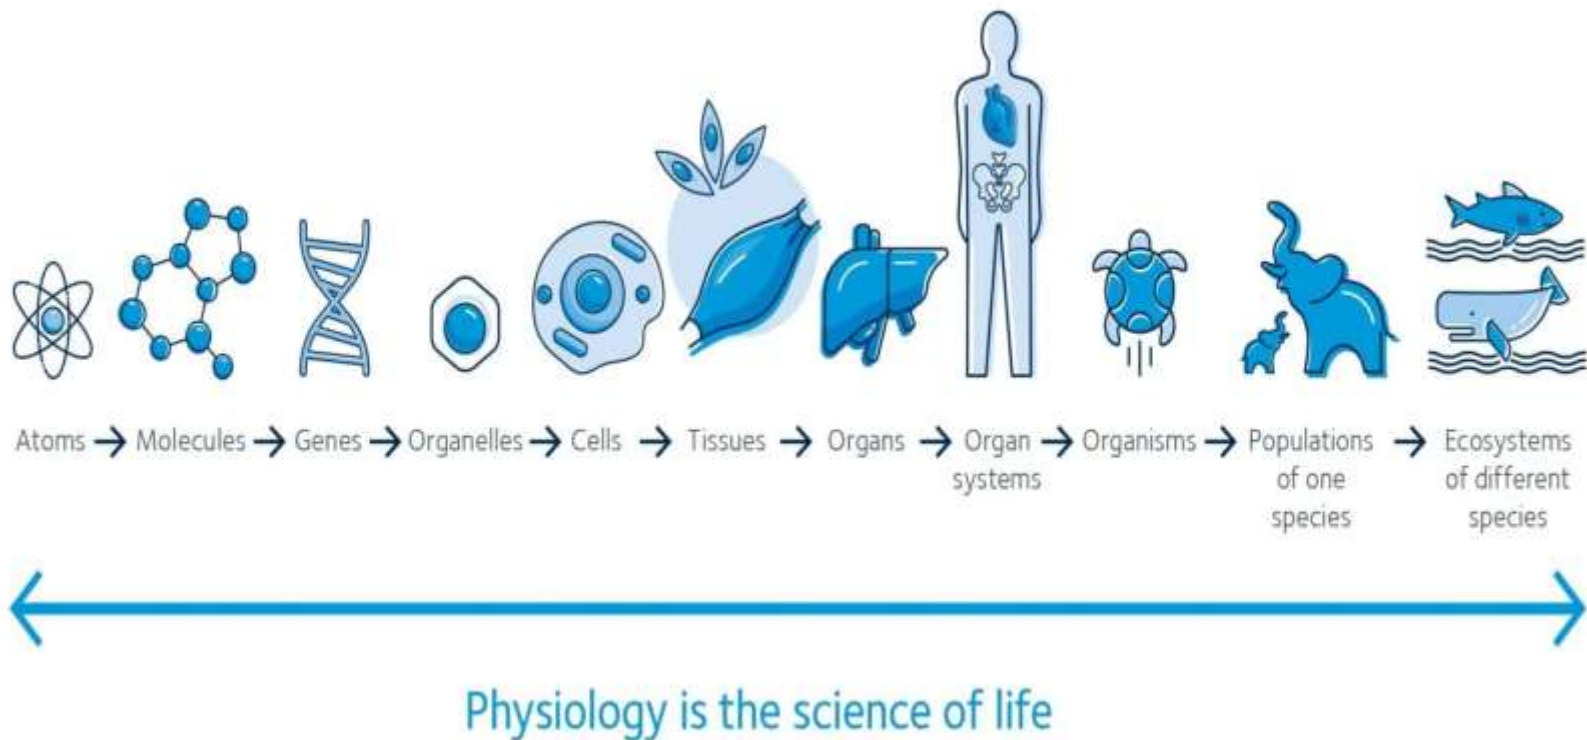 Atoms → Molecules → Genes → Organelles → Cells → Tissues → Organs → Organ systems → Organisms → Populations of one species → Ecosystems of different species
Physiology is the science of life